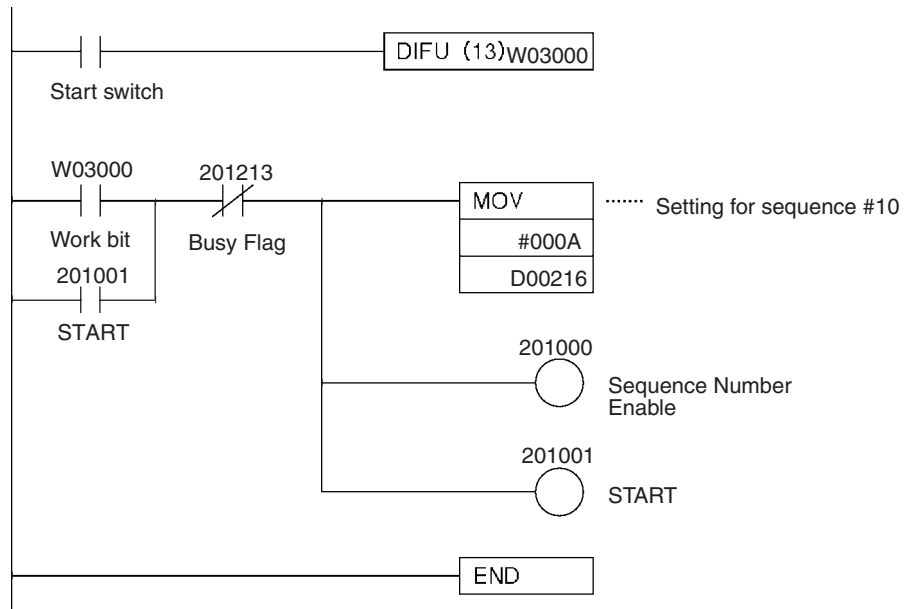 DIFU (13) W03000
Start switch
W03000
201213
MOV
Setting for sequence #10
Work bit
Busy Flag
#000A
201001
D00216
START
201000
Sequence Number
Enable
201001
START
END